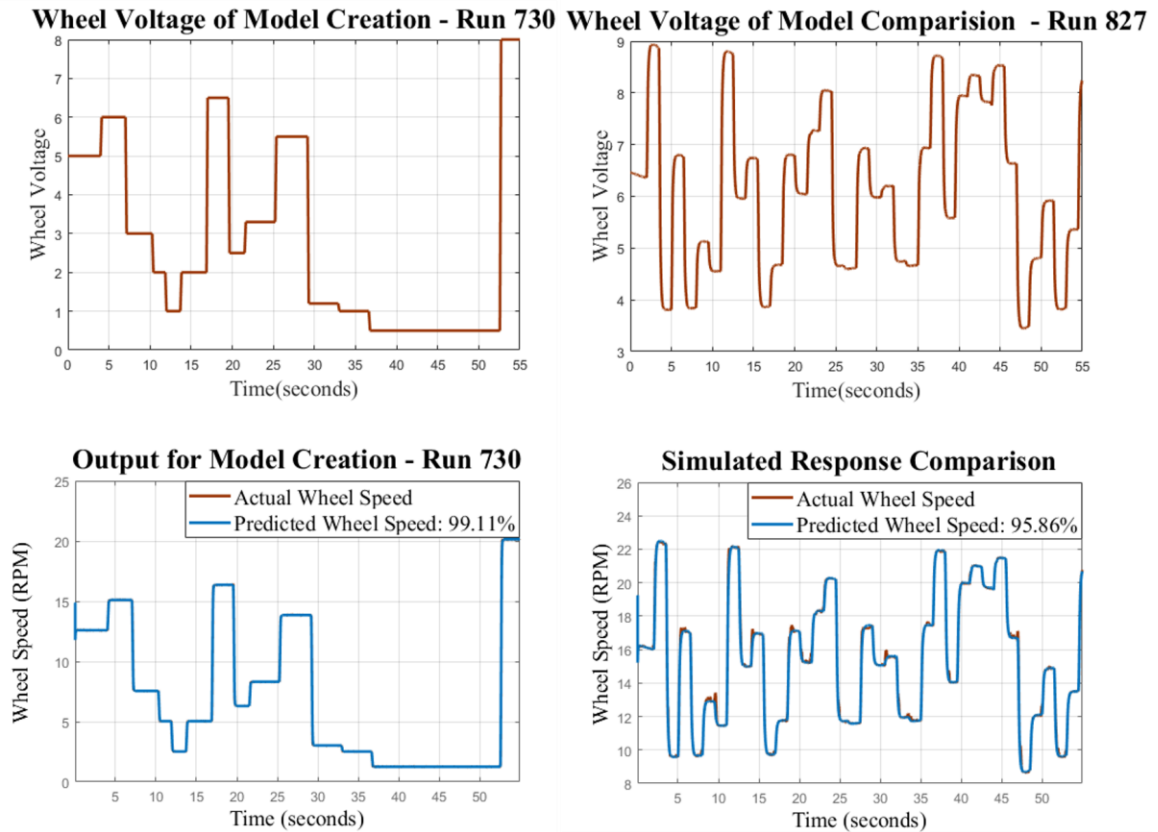 Wheel Voltage of Model Creation - Run 730
8
7
6
5
4
3
2
1
0
Wheel Voltage
0 5 10 15 20 25 30 35 40 45 50 55
Time(seconds)
Wheel Voltage of Model Comparision - Run 827
9
8
7
6
5
4
3
Wheel Voltage
0 5 10 15 20 25 30 35 40 45 50 55
Time(seconds)
Output for Model Creation - Run 730
Actual Wheel Speed
Predicted Wheel Speed: 99.11%
25
20
15
10
5
0
Wheel Speed (RPM)
5 10 15 20 25 30 35 40 45 50
Time (seconds)
Simulated Response Comparison
Actual Wheel Speed
Predicted Wheel Speed: 95.86%
26
24
22
20
18
16
14
12
10
8
Wheel Speed (RPM)
5 10 15 20 25 30 35 40 45 50
Time (seconds)